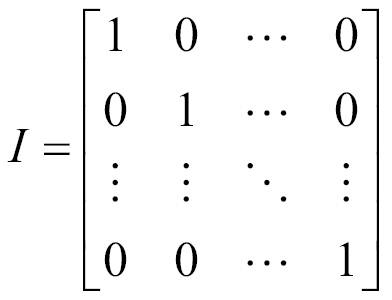 I = [ 1 0 ⋯ 0
0 1 ⋯ 0
⋮ ⋮ ⋱ ⋮
0 0 ⋯ 1 ]